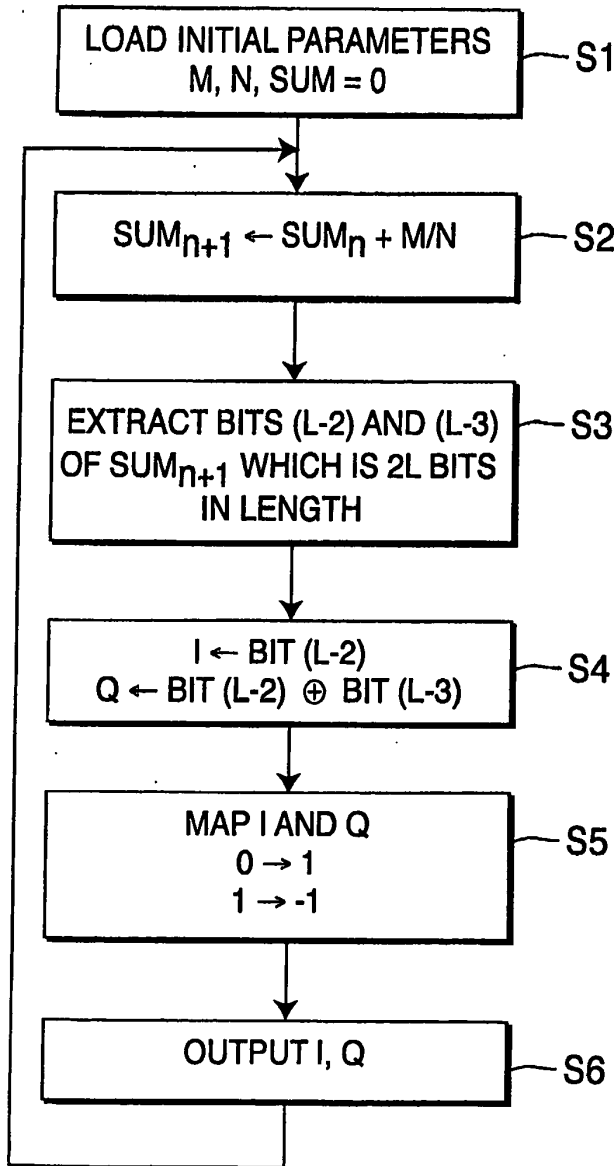 LOAD INITIAL PARAMETERS
M, N, SUM = 0
S1
SUMn+1 ← SUMn + M/N
S2
EXTRACT BITS (L-2) AND (L-3)
OF SUMn+1 WHICH IS 2L BITS
IN LENGTH
S3
I ← BIT (L-2)
Q ← BIT (L-2) ⊕ BIT (L-3)
S4
MAP I AND Q
0 → 1
1 → -1
S5
OUTPUT I, Q
S6